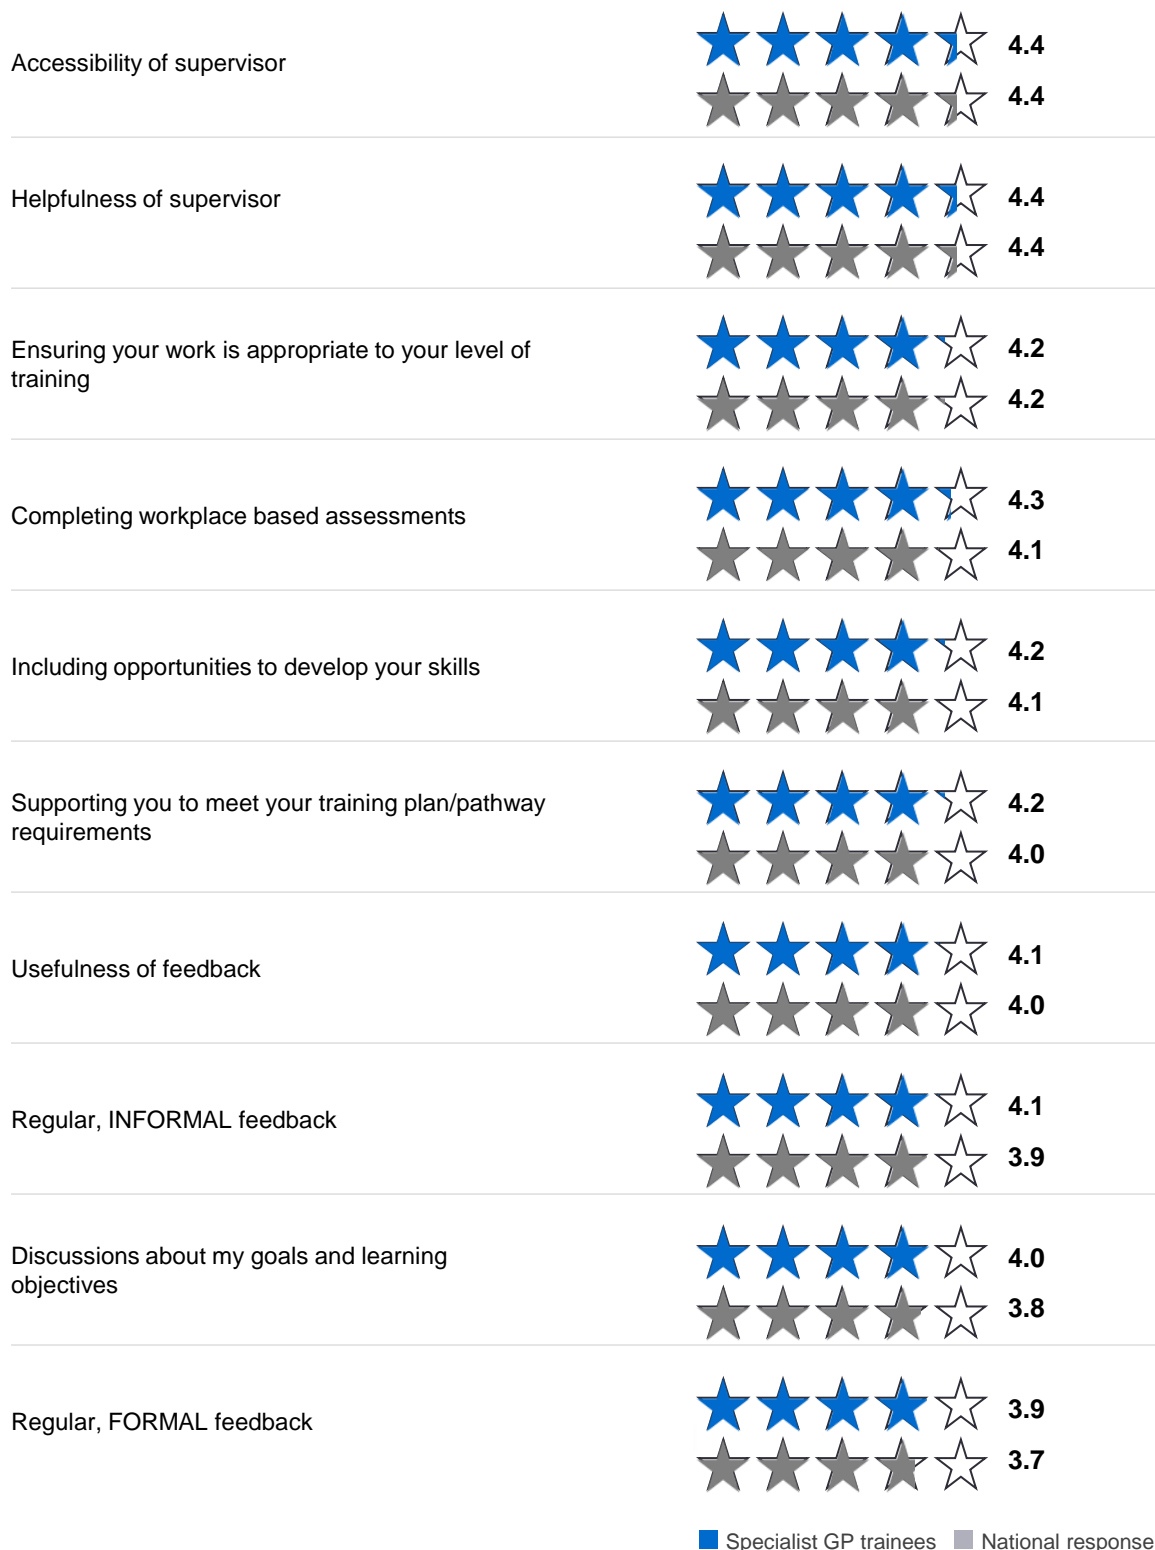 Accessibility of supervisor
4.4
4.4
Helpfulness of supervisor
4.4
4.4
Ensuring your work is appropriate to your level of
training
4.2
4.2
Completing workplace based assessments
4.3
4.1
Including opportunities to develop your skills
4.2
4.1
Supporting you to meet your training plan/pathway
requirements
4.2
4.0
Usefulness of feedback
4.1
4.0
Regular, INFORMAL feedback
4.1
3.9
Discussions about my goals and learning
objectives
4.0
3.8
Regular, FORMAL feedback
3.9
3.7
Specialist GP trainees National response